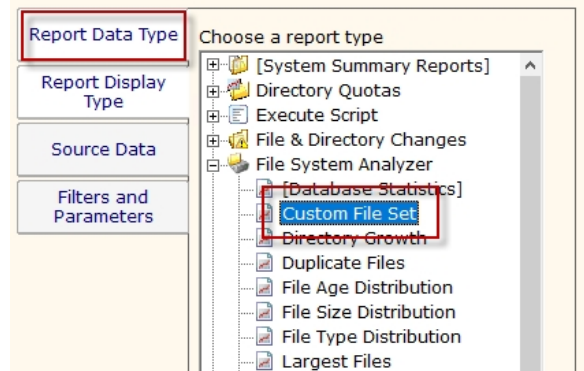 Report Data Type
Report Display
Type
Source Data
Filters and
Parameters
Choose a report type
[System Summary Reports]
Directory Quotas
Execute Script
File & Directory Changes
File System Analyzer
[Database Statistics]
Custom File Set
Directory Growth
Duplicate Files
File Age Distribution
File Size Distribution
File Type Distribution
Largest Files